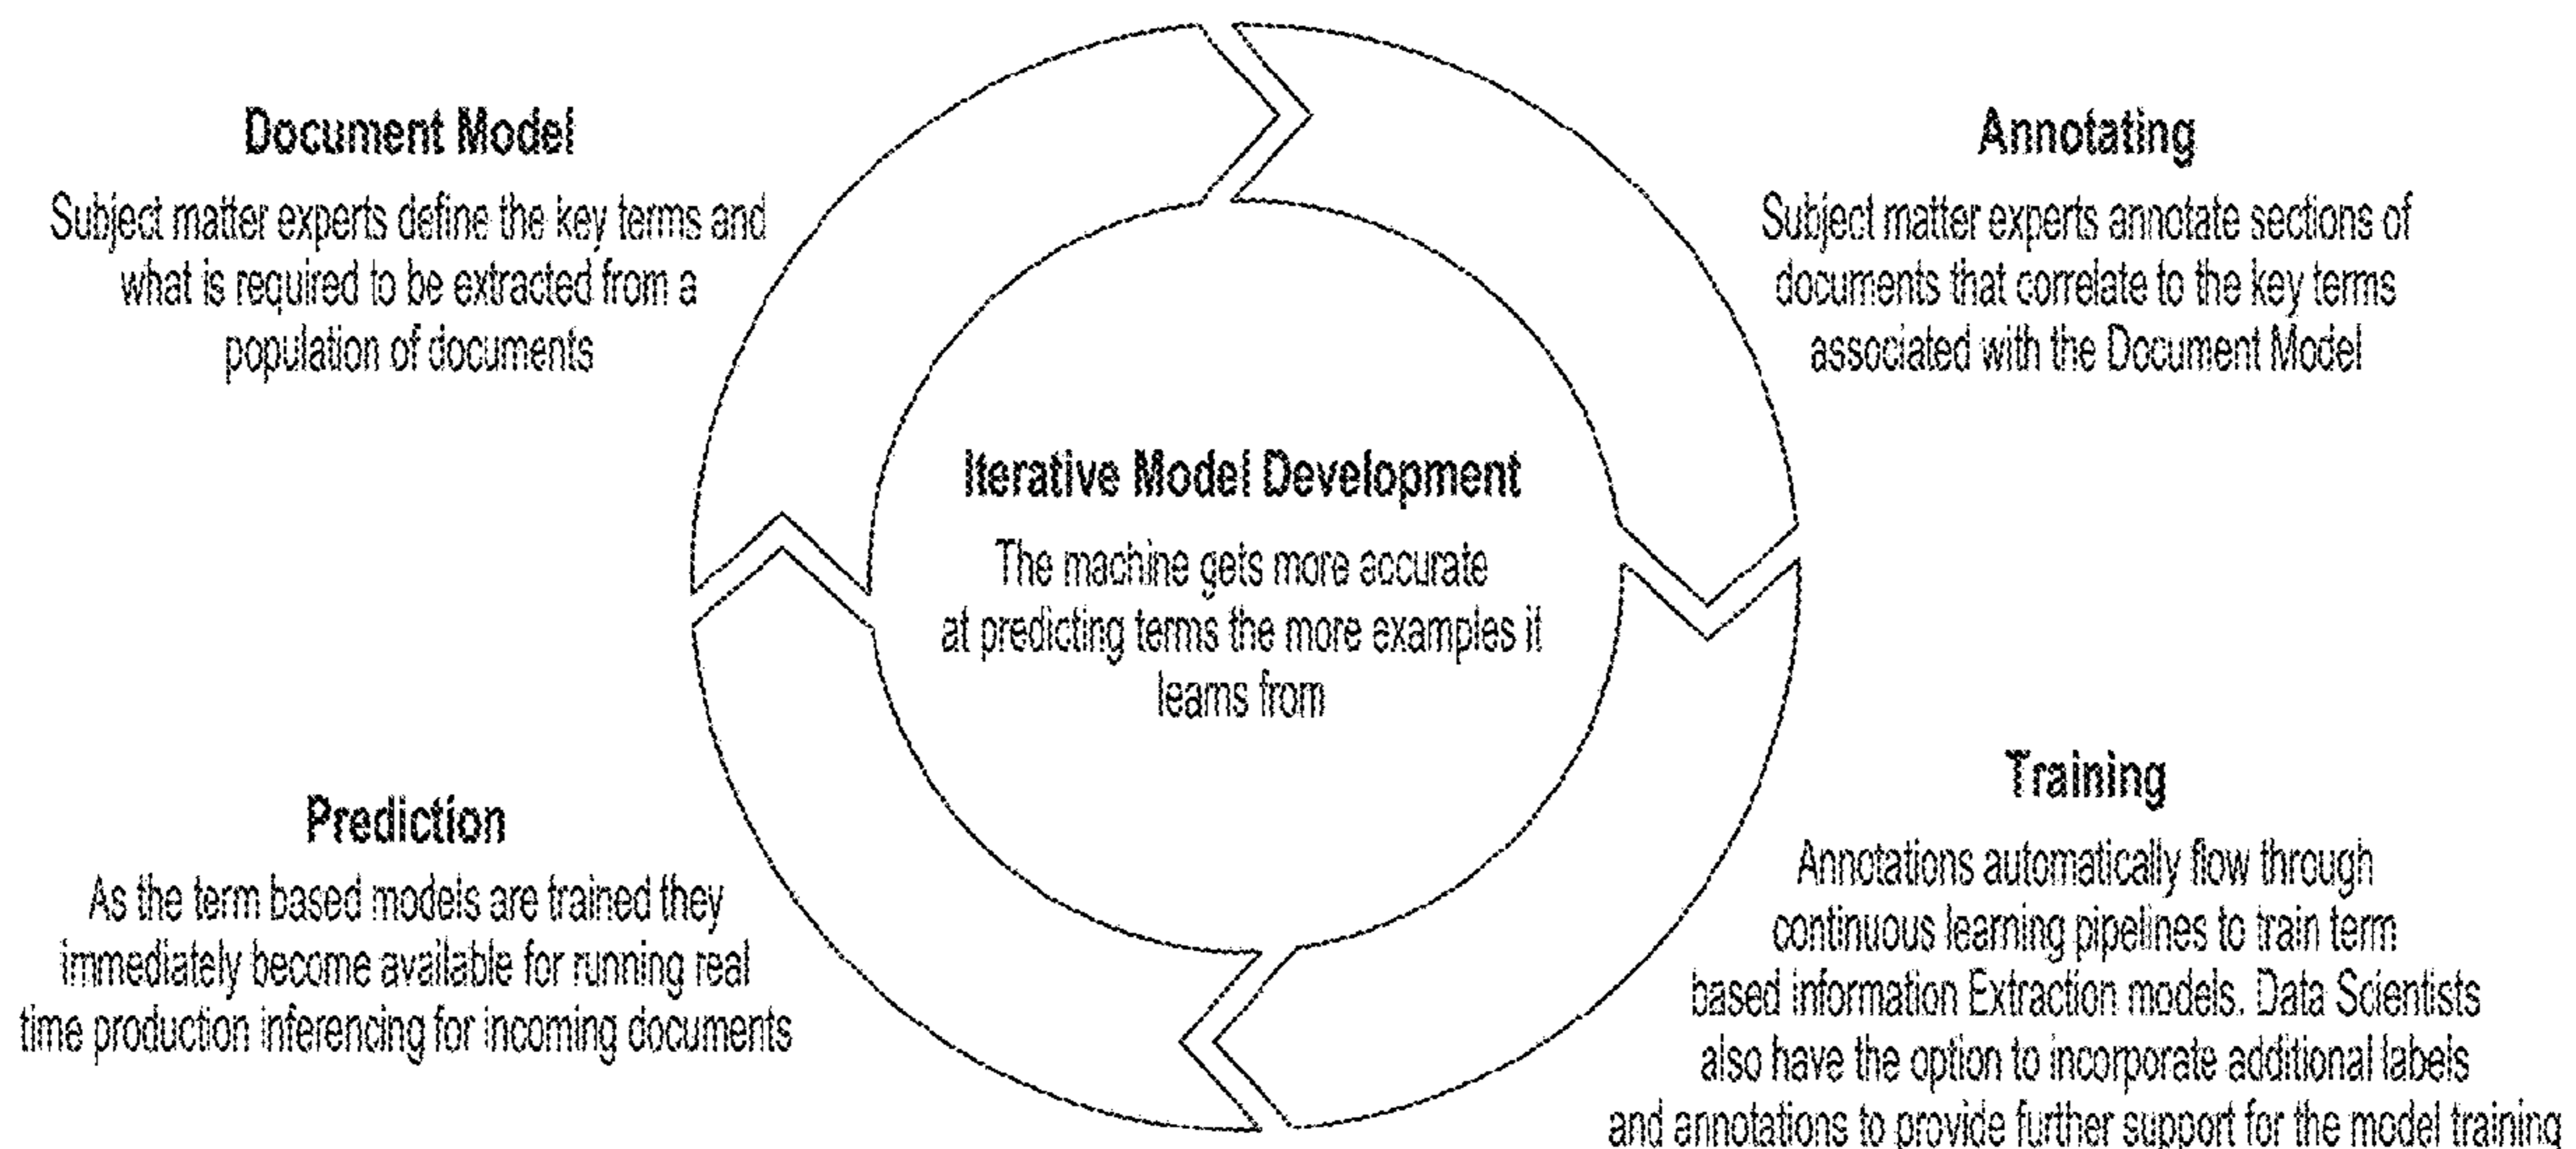 Document Model
Subject matter experts define the key terms and
what is required to be extracted from a
population of documents
Annotating
Subject matter experts annotate sections of
documents that correlate to the key terms
associated with the Document Model
Iterative Model Development
The machine gets more accurate
at predicting terms the more examples it
learns from
Prediction
As the term based models are trained they
immediately become available for running real
time production inferencing for incoming documents
Training
Annotations automatically flow through
continuous learning pipelines to train term
based information Extraction models. Data Scientists
also have the option to incorporate additional labels
and annotations to provide further support for the model training